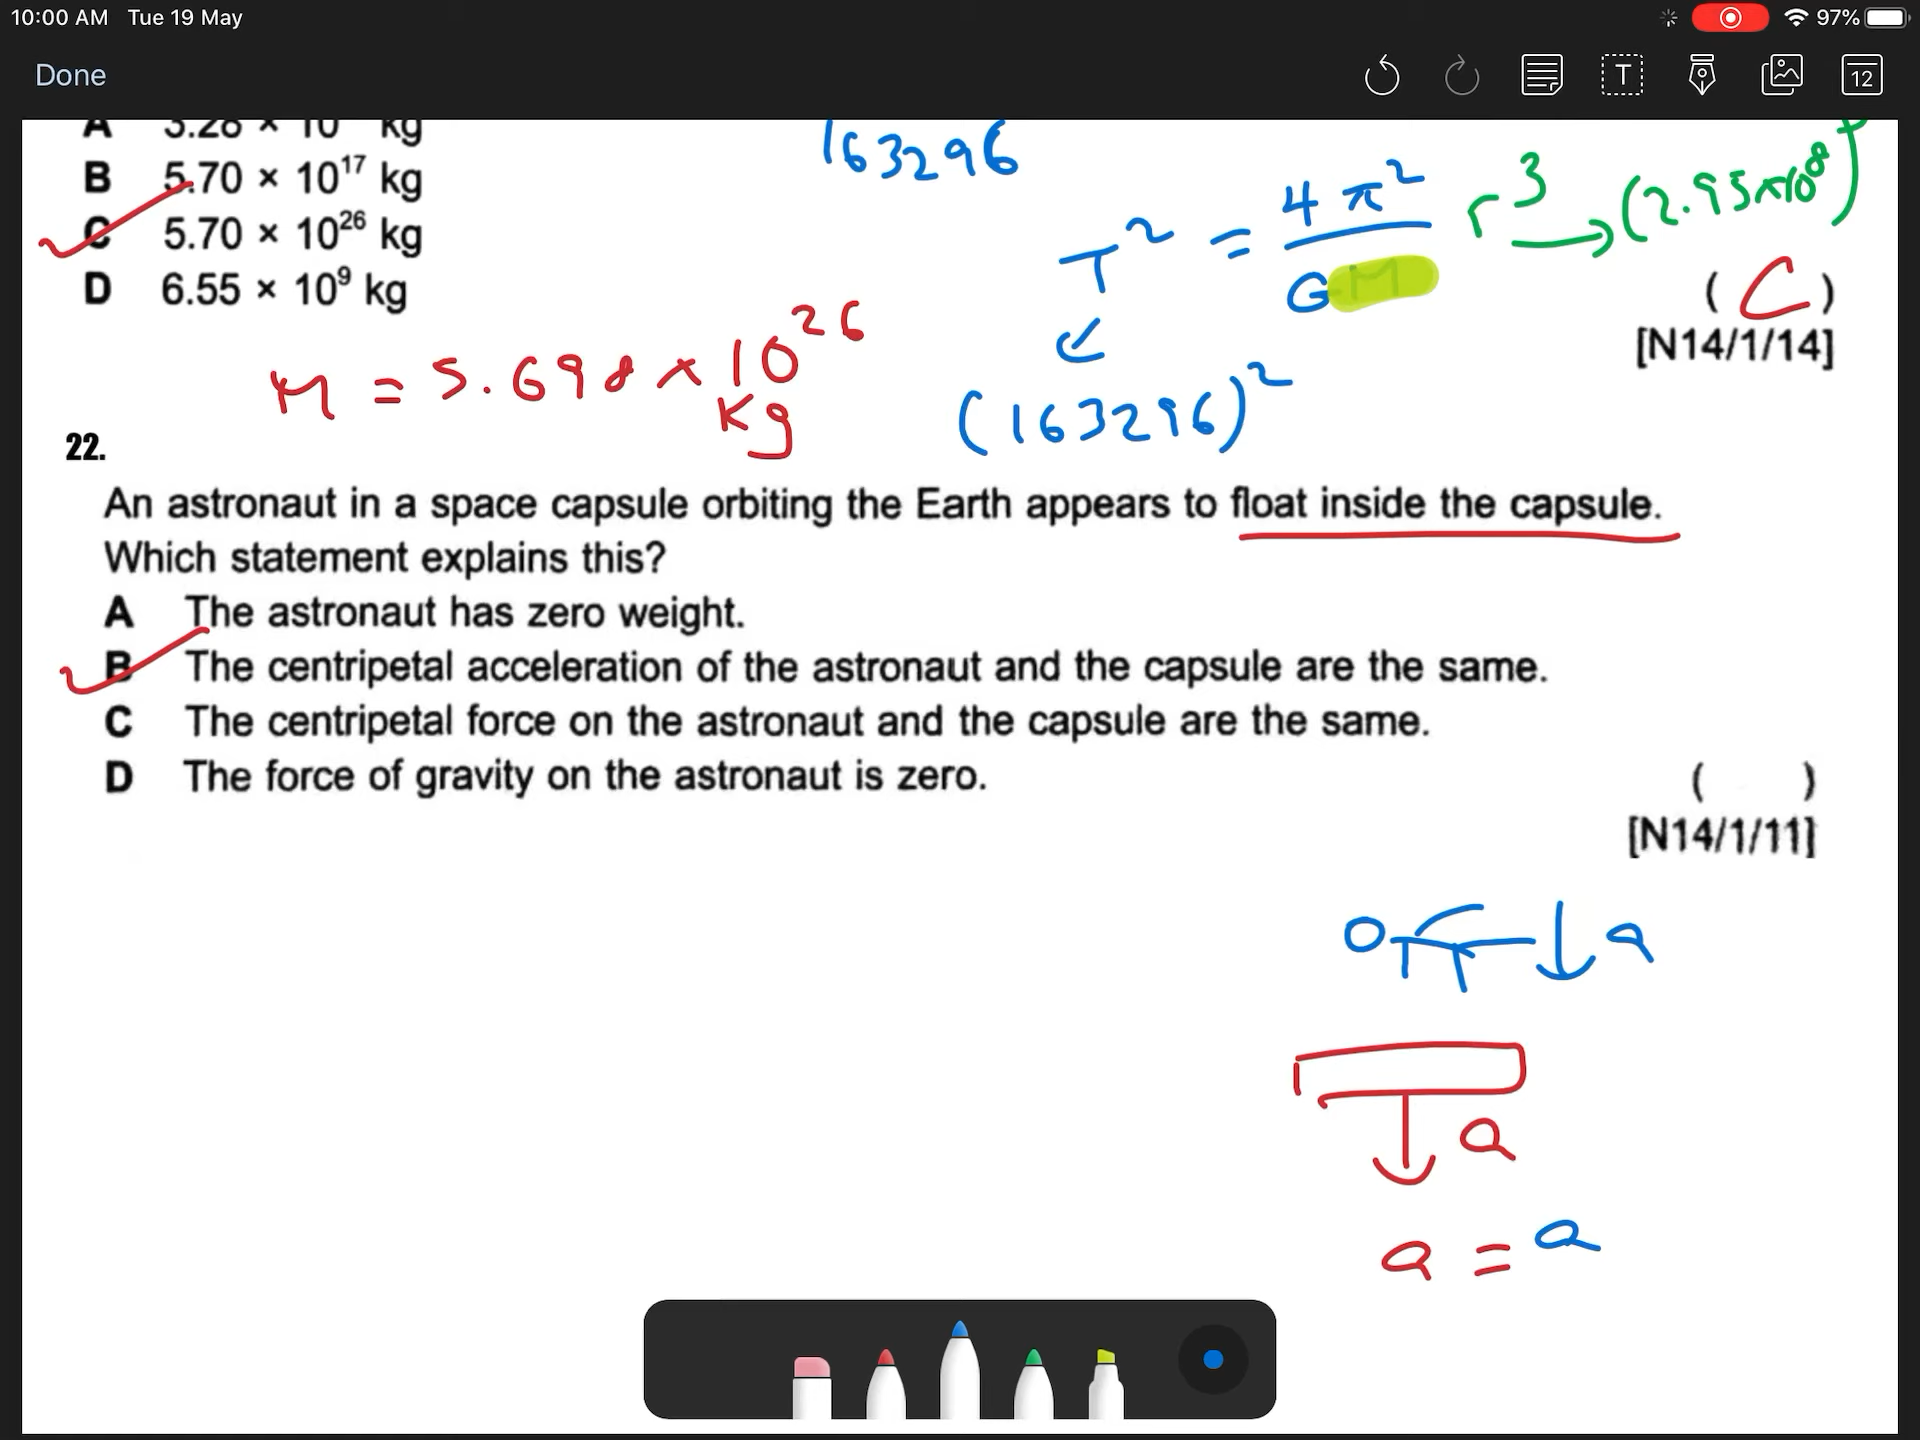 10:00 AM Tue 19 May
97%
Done
T
12
A 3.28 × 10 kg
163296
B 5.70 × 10¹⁷ kg
C 5.70 × 10²⁶ kg
D 6.55 × 10⁹ kg
T² = 4π² / GM r³ → (2.95×10⁸)
( C )
[N14/1/14]
M = 5.698 × 10²⁶ kg
(163296)²
22.
An astronaut in a space capsule orbiting the Earth appears to float inside the capsule.
Which statement explains this?
A The astronaut has zero weight.
B The centripetal acceleration of the astronaut and the capsule are the same.
C The centripetal force on the astronaut and the capsule are the same.
D The force of gravity on the astronaut is zero.
( )
[N14/1/11]
a
a
a = a